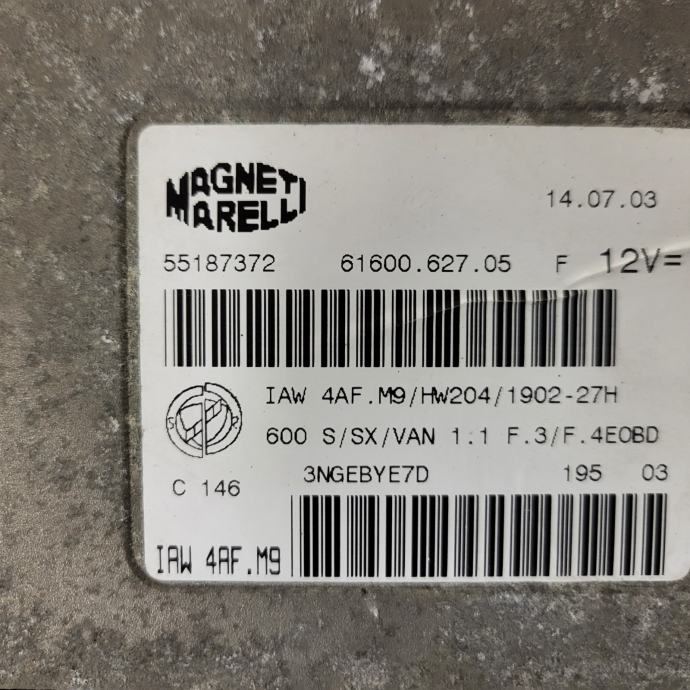 MAGNETI
MARELLI
14.07.03
55187372 61600.627.05 F 12V=
IAW 4AF.M9/HW204/1902-27H
600 S/SX/VAN 1.1 F.3/F.4EOBD
3NGEBYE7D 195 03
C 146
IAW 4AF.M9